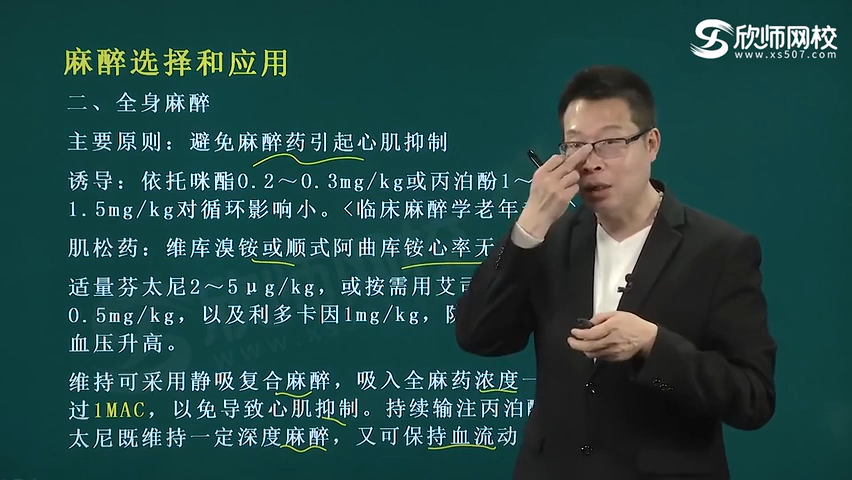 欣师网校
www.xs507.com
麻醉选择和应用
二、全身麻醉
主要原则：避免麻醉药引起心肌抑制
诱导：依托咪酯0.2～0.3mg/kg或丙泊酚1～
1.5mg/kg对循环影响小。<临床麻醉学老年
肌松药：维库溴铵或顺式阿曲库铵心率无
适量芬太尼2～5μg/kg，或按需用艾司
0.5mg/kg，以及利多卡因1mg/kg，防
血压升高。
维持可采用静吸复合麻醉，吸入全麻药浓度一
过1MAC，以免导致心肌抑制。持续输注丙泊酚
太尼既维持一定深度麻醉，又可保持血流动